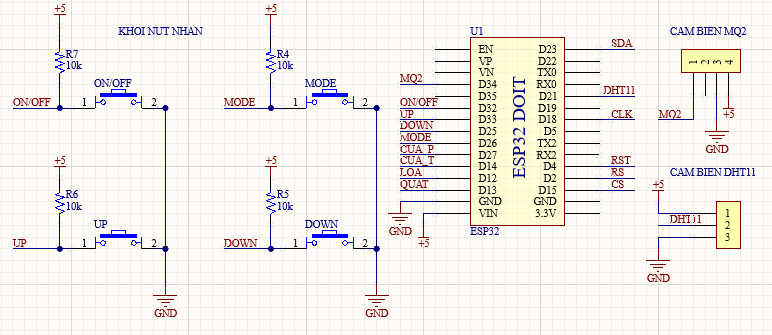 +5
KHOI NUT NHAN
+5
U1
CAM BIEN MQ2
R7
10k
ON/OFF
ON/OFF
1
2
R4
10k
MODE
MODE
1
2
+5
R6
10k
UP
UP
1
2
GND
+5
R5
10k
DOWN
DOWN
1
2
GND
EN
VP
VN
MQ2
D34
D35
ON/OFF
D32
UP
D33
DOWN
D25
MODE
D26
CUA_P
D27
CUA_T
D14
LOA
D12
QUAT
D13
GND
VIN
GND
+5
ESP32 DOIT
D23
SDA
D22
TX0
RX0
D21
DHT11
D19
D18
CLK
D5
TX2
RX2
D4
RST
D2
RS
D15
CS
GND
3.3V
ESP32
1
2
3
4
MQ2
+5
GND
CAM BIEN DHT11
+5
1
DHT11
2
3
GND